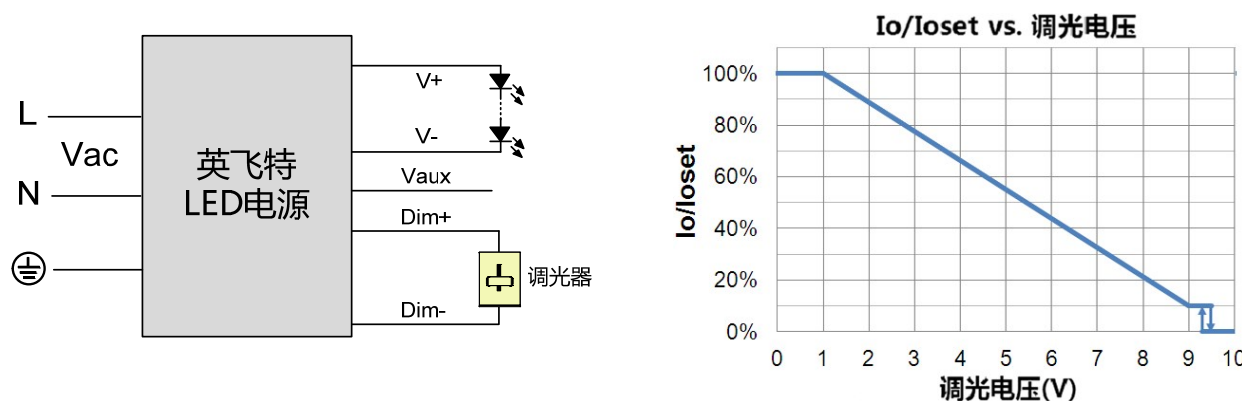 L
Vac
N
英飞特
LED电源
V+
V-
Vaux
Dim+
调光器
Dim-
Io/Ioset vs. 调光电压
Io/Ioset
100%
80%
60%
40%
20%
0%
0 1 2 3 4 5 6 7 8 9 10
调光电压(V)